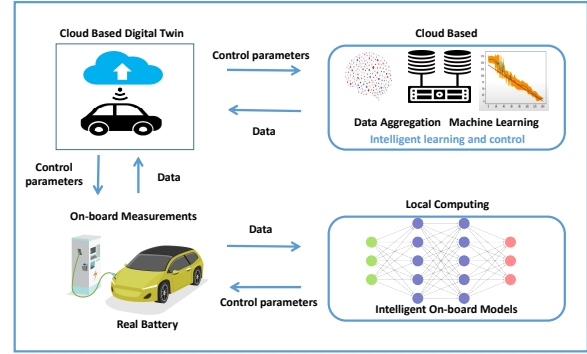 Cloud Based Digital Twin
Cloud Based
Control parameters
Data
Data Aggregation Machine Learning
Intelligent learning and control
Control
parameters
Data
On-board Measurements
Real Battery
Data
Control parameters
Local Computing
Intelligent On-board Models